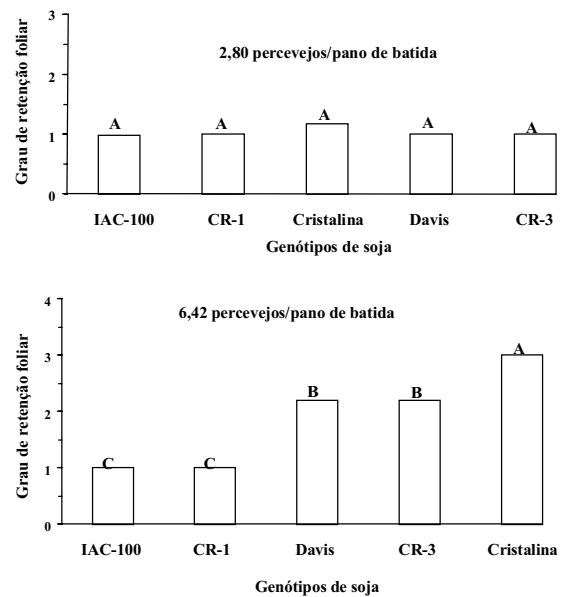 3
2,80 percevejos/pano de batida
2
1
0
A A A A A
Grau de retenção foliar
IAC-100 CR-1 Cristalina Davis CR-3
Genótipos de soja
4
6,42 percevejos/pano de batida
3
2
1
0
C C B B A
Grau de retenção foliar
IAC-100 CR-1 Davis CR-3 Cristalina
Genótipos de soja